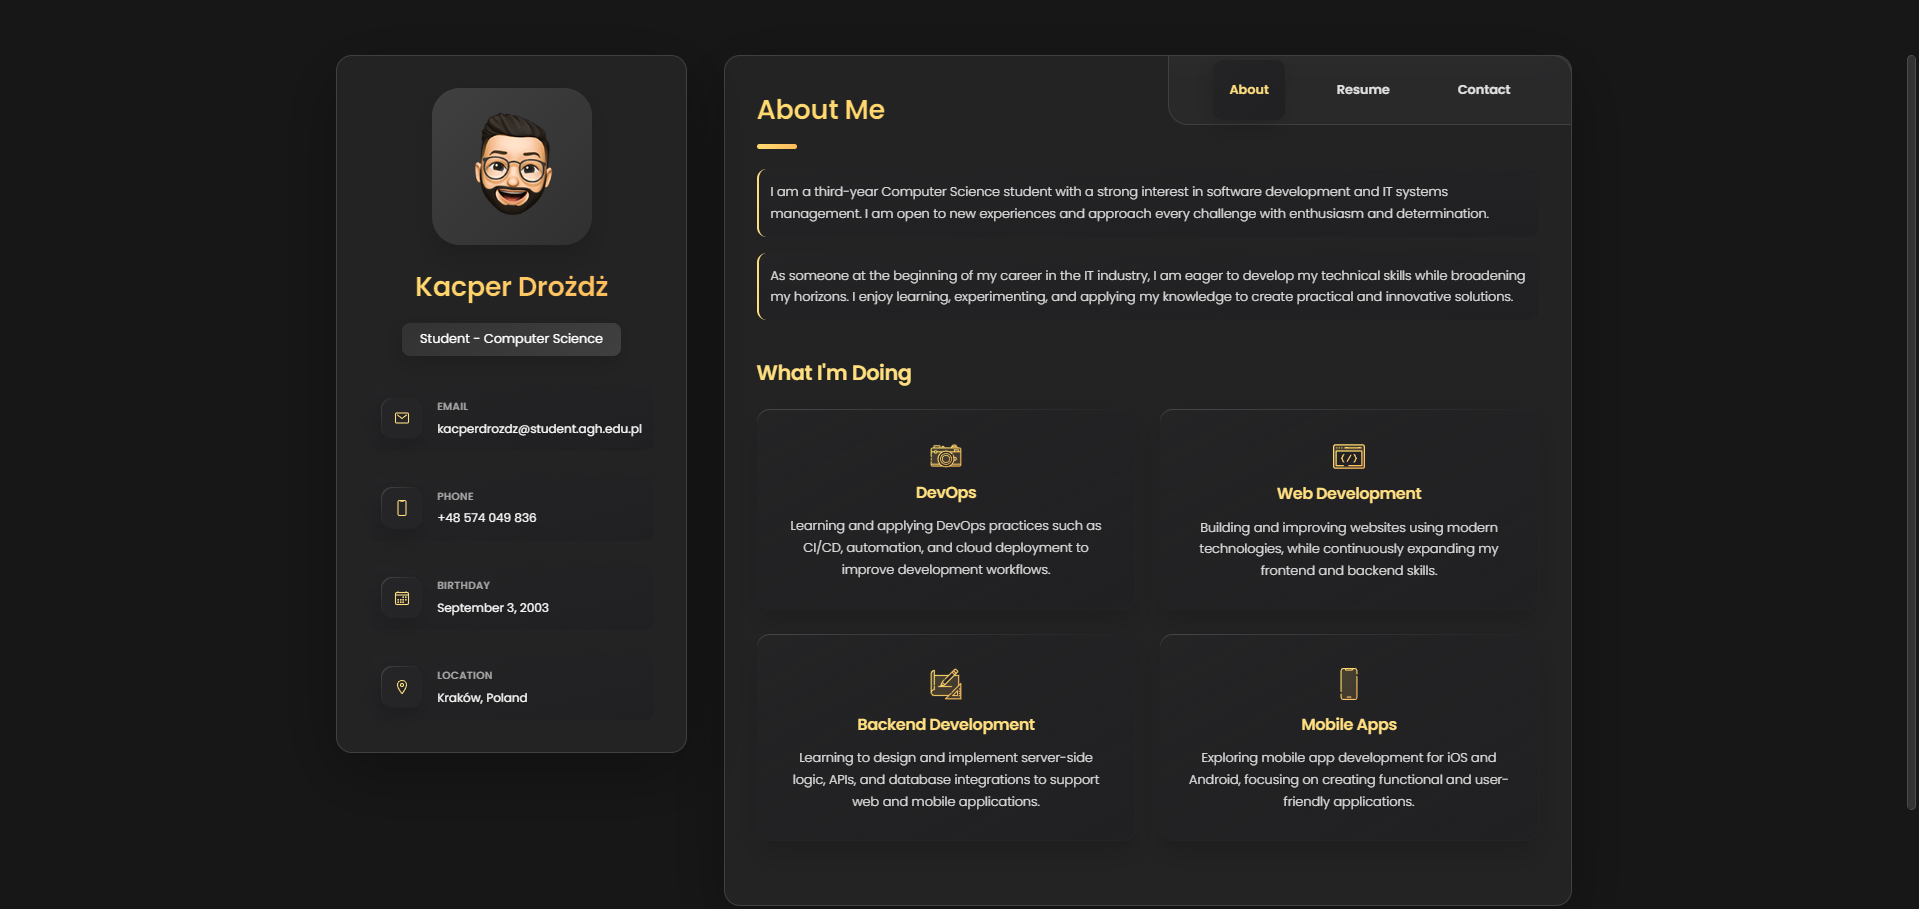 Kacper Drożdż
Student - Computer Science
EMAIL
kacperdrozdz@student.agh.edu.pl
PHONE
+48 574 049 836
BIRTHDAY
September 3, 2003
LOCATION
Kraków, Poland
About
Resume
Contact
About Me
I am a third-year Computer Science student with a strong interest in software development and IT systems
management. I am open to new experiences and approach every challenge with enthusiasm and determination.
As someone at the beginning of my career in the IT industry, I am eager to develop my technical skills while broadening
my horizons. I enjoy learning, experimenting, and applying my knowledge to create practical and innovative solutions.
What I'm Doing
DevOps
Learning and applying DevOps practices such as
CI/CD, automation, and cloud deployment to
improve development workflows.
Web Development
Building and improving websites using modern
technologies, while continuously expanding my
frontend and backend skills.
Backend Development
Learning to design and implement server-side
logic, APIs, and database integrations to support
web and mobile applications.
Mobile Apps
Exploring mobile app development for iOS and
Android, focusing on creating functional and user-
friendly applications.